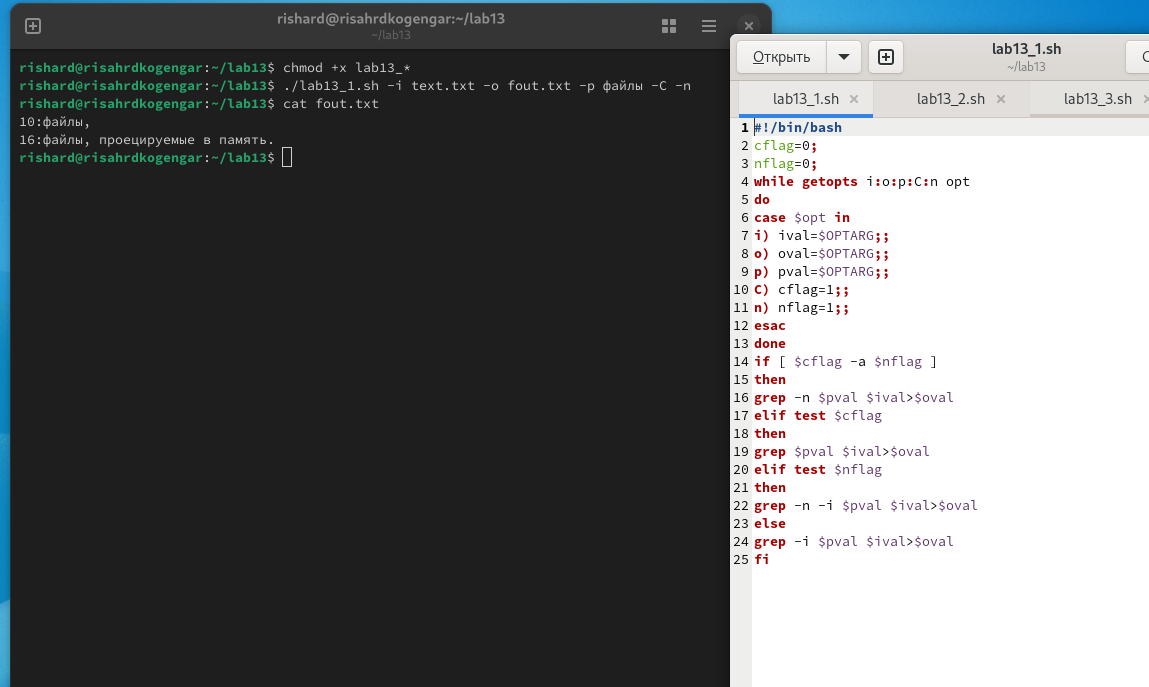 rishard@risahrdkogengar:~/lab13
~/lab13
rishard@risahrdkogengar:~/lab13$ chmod +x lab13_*
rishard@risahrdkogengar:~/lab13$ ./lab13_1.sh -i text.txt -o fout.txt -p файлы -C -n
rishard@risahrdkogengar:~/lab13$ cat fout.txt
10:файлы,
16:файлы, проецируемые в память.
rishard@risahrdkogengar:~/lab13$
Открыть
lab13_1.sh
~/lab13
lab13_1.sh
lab13_2.sh
lab13_3.sh
1 #!/bin/bash
2 cflag=0;
3 nflag=0;
4 while getopts i:o:p:C:n opt
5 do
6 case $opt in
7 i) ival=$OPTARG;;
8 o) oval=$OPTARG;;
9 p) pval=$OPTARG;;
10 C) cflag=1;;
11 n) nflag=1;;
12 esac
13 done
14 if [ $cflag -a $nflag ]
15 then
16 grep -n $pval $ival>$oval
17 elif test $cflag
18 then
19 grep $pval $ival>$oval
20 elif test $nflag
21 then
22 grep -n -i $pval $ival>$oval
23 else
24 grep -i $pval $ival>$oval
25 fi